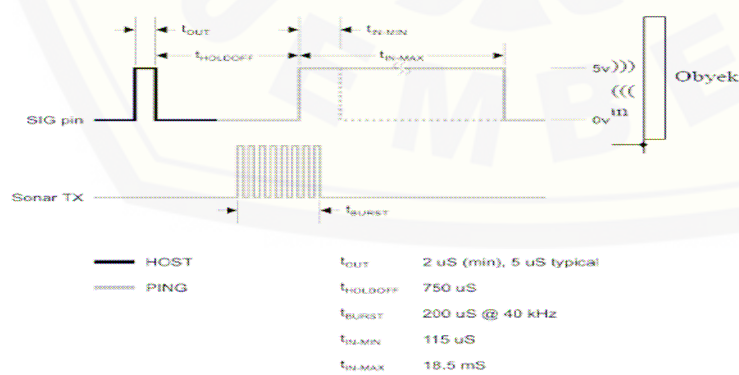 tOUT
tIN-MIN
tHOLDOFF
tIN-MAX
5v)))
(((
Obyek
SIG pin
0v
m
Sonar TX
tBURST
HOST
PING
tOUT 2 uS (min), 5 uS typical
tHOLDOFF 750 uS
tBURST 200 uS @ 40 kHz
tIN-MIN 115 uS
tIN-MAX 18.5 mS